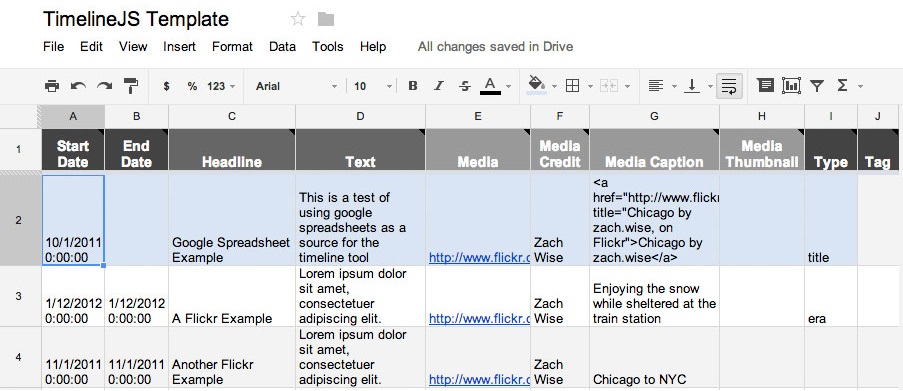 TimelineJS Template
File Edit View Insert Format Data Tools Help All changes saved in Drive
$ % 123 Arial 10 B I S A Σ
A B C D E F G H I J
1 Start Date End Date Headline Text Media Media Credit Media Caption Media Thumbnail Type Tag
2
10/1/2011
0:00:00
Google Spreadsheet
Example
This is a test of
using google
spreadsheets as a
source for the
timeline tool
http://www.flickr.c
Zach
Wise
<a
href="http://www.flickr
title="Chicago by
zach.wise, on
Flickr">Chicago by
zach.wise</a>
title
3
1/12/2012
0:00:00
1/12/2012
0:00:00
A Flickr Example
Lorem ipsum dolor
sit amet,
consectetuer
adipiscing elit.
http://www.flickr.c
Zach
Wise
Enjoying the snow
while sheltered at the
train station
era
4
11/1/2011
0:00:00
11/1/2011
0:00:00
Another Flickr
Example
Lorem ipsum dolor
sit amet,
consectetuer
adipiscing elit.
http://www.flickr.c
Zach
Wise
Chicago to NYC